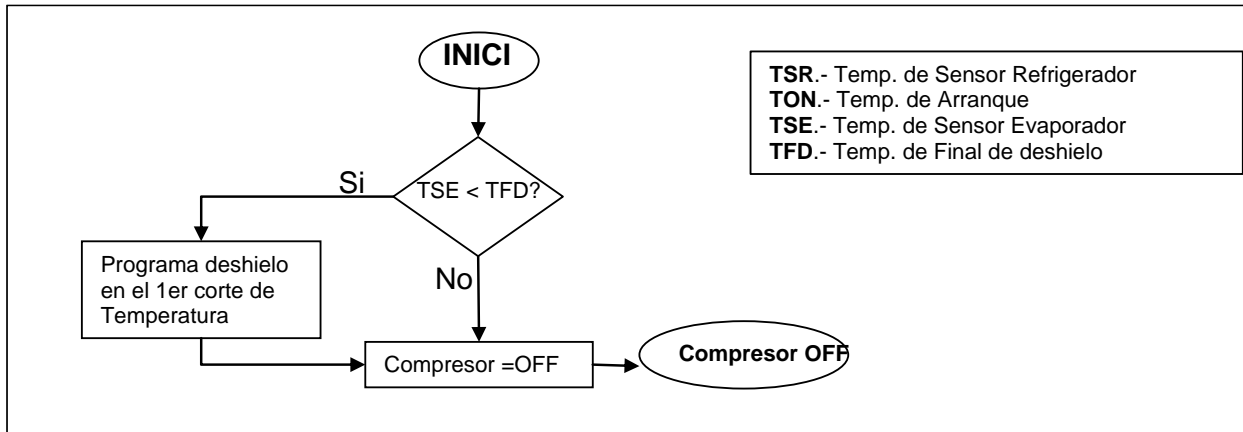 INICI
TSR.- Temp. de Sensor Refrigerador
TON.- Temp. de Arranque
TSE.- Temp. de Sensor Evaporador
TFD.- Temp. de Final de deshielo
Si
TSE < TFD?
Programa deshielo
en el 1er corte de
Temperatura
No
Compresor =OFF
Compresor OFF